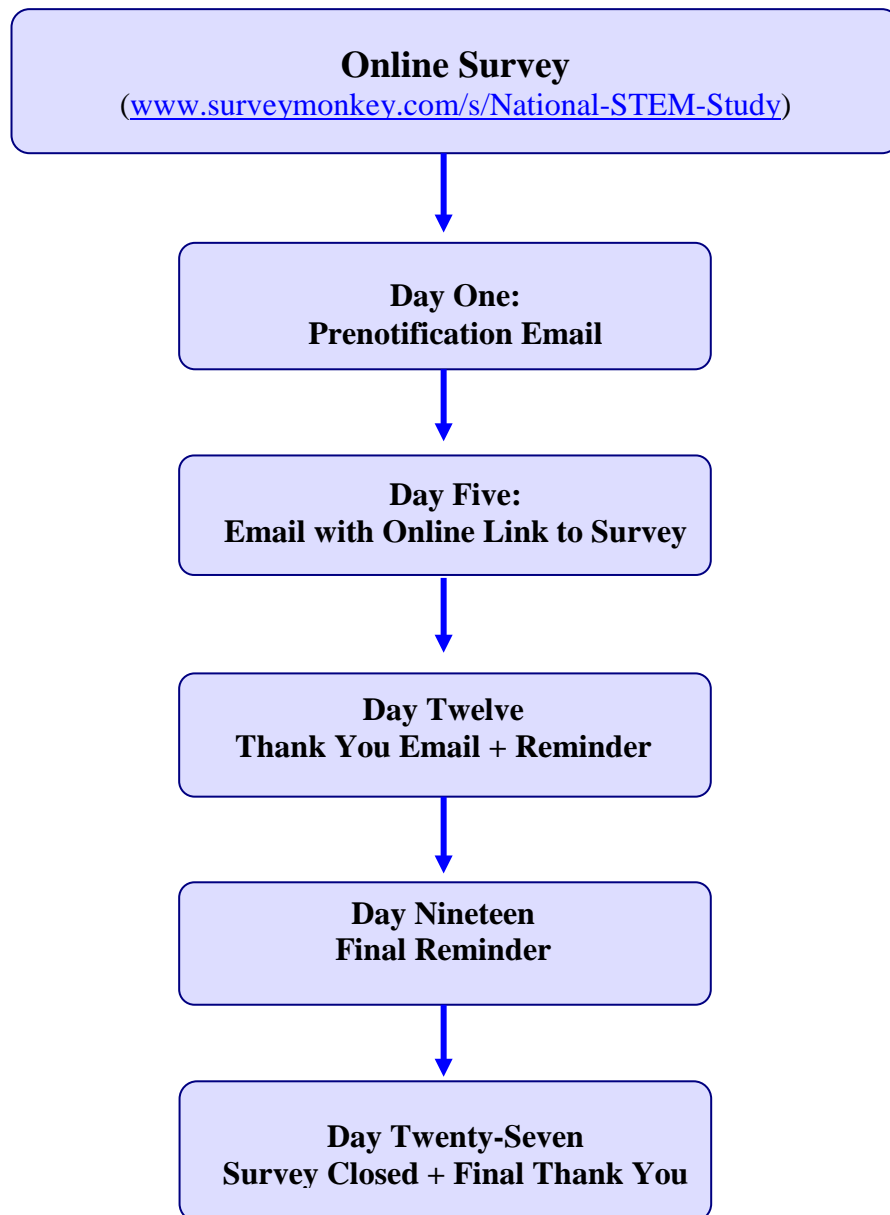 Online Survey
(www.surveymonkey.com/s/National-STEM-Study)
Day One:
Prenotification Email
Day Five:
Email with Online Link to Survey
Day Twelve
Thank You Email + Reminder
Day Nineteen
Final Reminder
Day Twenty-Seven
Survey Closed + Final Thank You